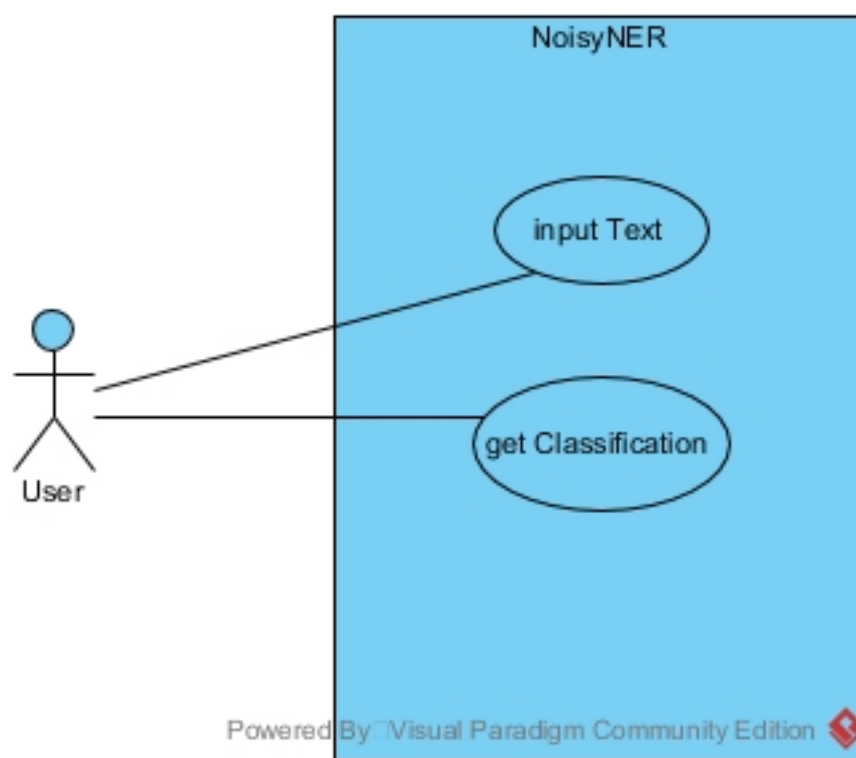 NoisyNER
input Text
get Classification
User
Powered By Visual Paradigm Community Edition